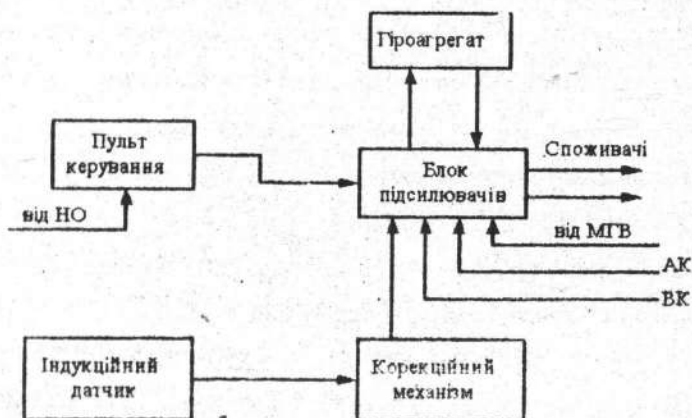 Гіроагрегат
Пульт
керування
Блок
підсилювачів
Споживачі
від НО
від МГВ
АК
ВК
Індукційний
датчик
Корекційний
механізм